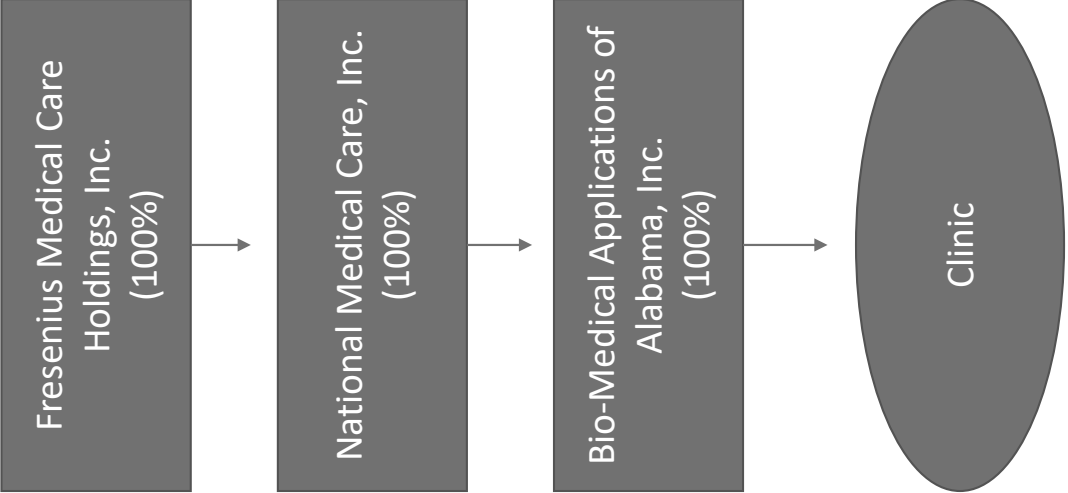 Fresenius Medical Care
Holdings, Inc.
(100%)
National Medical Care, Inc.
(100%)
Bio-Medical Applications of
Alabama, Inc.
(100%)
Clinic